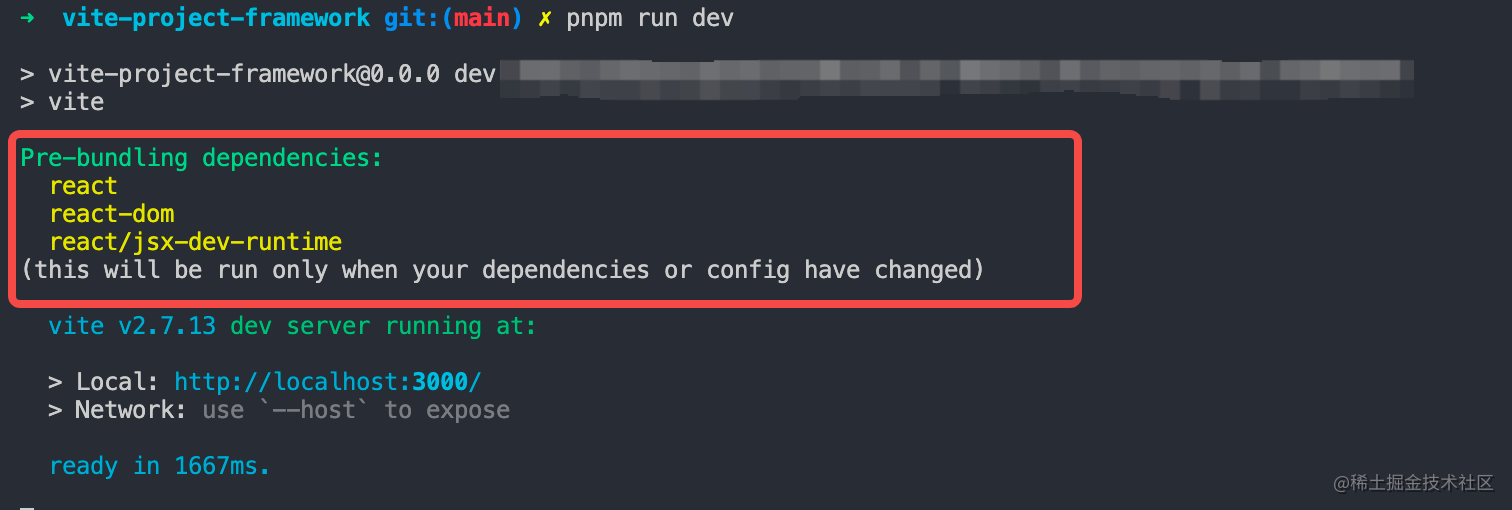 → vite-project-framework git:(main) ✗ pnpm run dev
> vite-project-framework@0.0.0 dev
> vite
Pre-bundling dependencies:
react
react-dom
react/jsx-dev-runtime
(this will be run only when your dependencies or config have changed)
vite v2.7.13 dev server running at:
> Local: http://localhost:3000/
> Network: use `--host` to expose
ready in 1667ms.
@稀土掘金技术社区